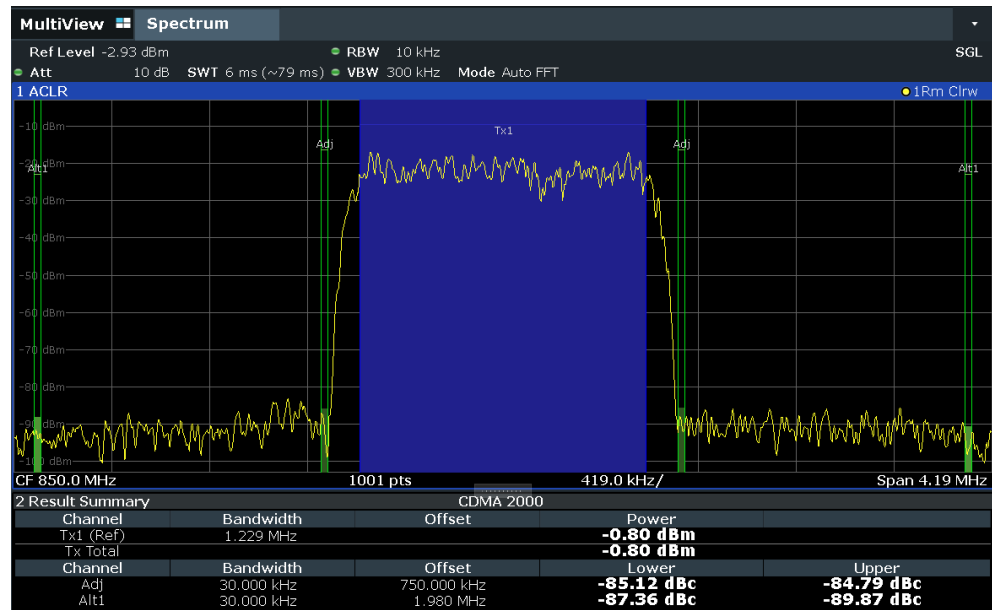 MultiView Spectrum
Ref Level -2.93 dBm RBW 10 kHz SGL
Att 10 dB SWT 6 ms (~79 ms) VBW 300 kHz Mode Auto FFT
1 ACLR 1Rm Clrw
-10 dBm
Tx1
Adj Adj
-20 dBm
Alt1 Alt1
-30 dBm
-40 dBm
-50 dBm
-60 dBm
-70 dBm
-80 dBm
-90 dBm
-100 dBm
CF 850.0 MHz 1001 pts 419.0 kHz/ Span 4.19 MHz
2 Result Summary CDMA 2000
Channel Bandwidth Offset Power
Tx1 (Ref) 1.229 MHz -0.80 dBm
Tx Total -0.80 dBm
Channel Bandwidth Offset Lower Upper
Adj 30.000 kHz 750.000 kHz -85.12 dBc -84.79 dBc
Alt1 30.000 kHz 1.980 MHz -87.36 dBc -89.87 dBc